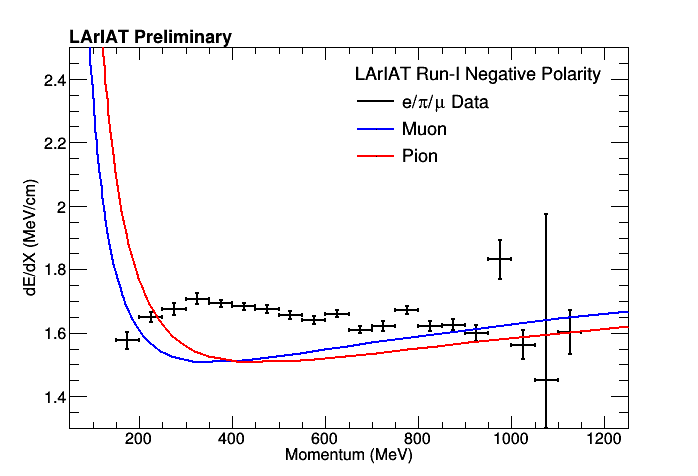 LArIAT Preliminary
LArIAT Run-I Negative Polarity
e/π/μ Data
Muon
Pion
dE/dX (MeV/cm)
2.4
2.2
2
1.8
1.6
1.4
200 400 600 800 1000 1200
Momentum (MeV)